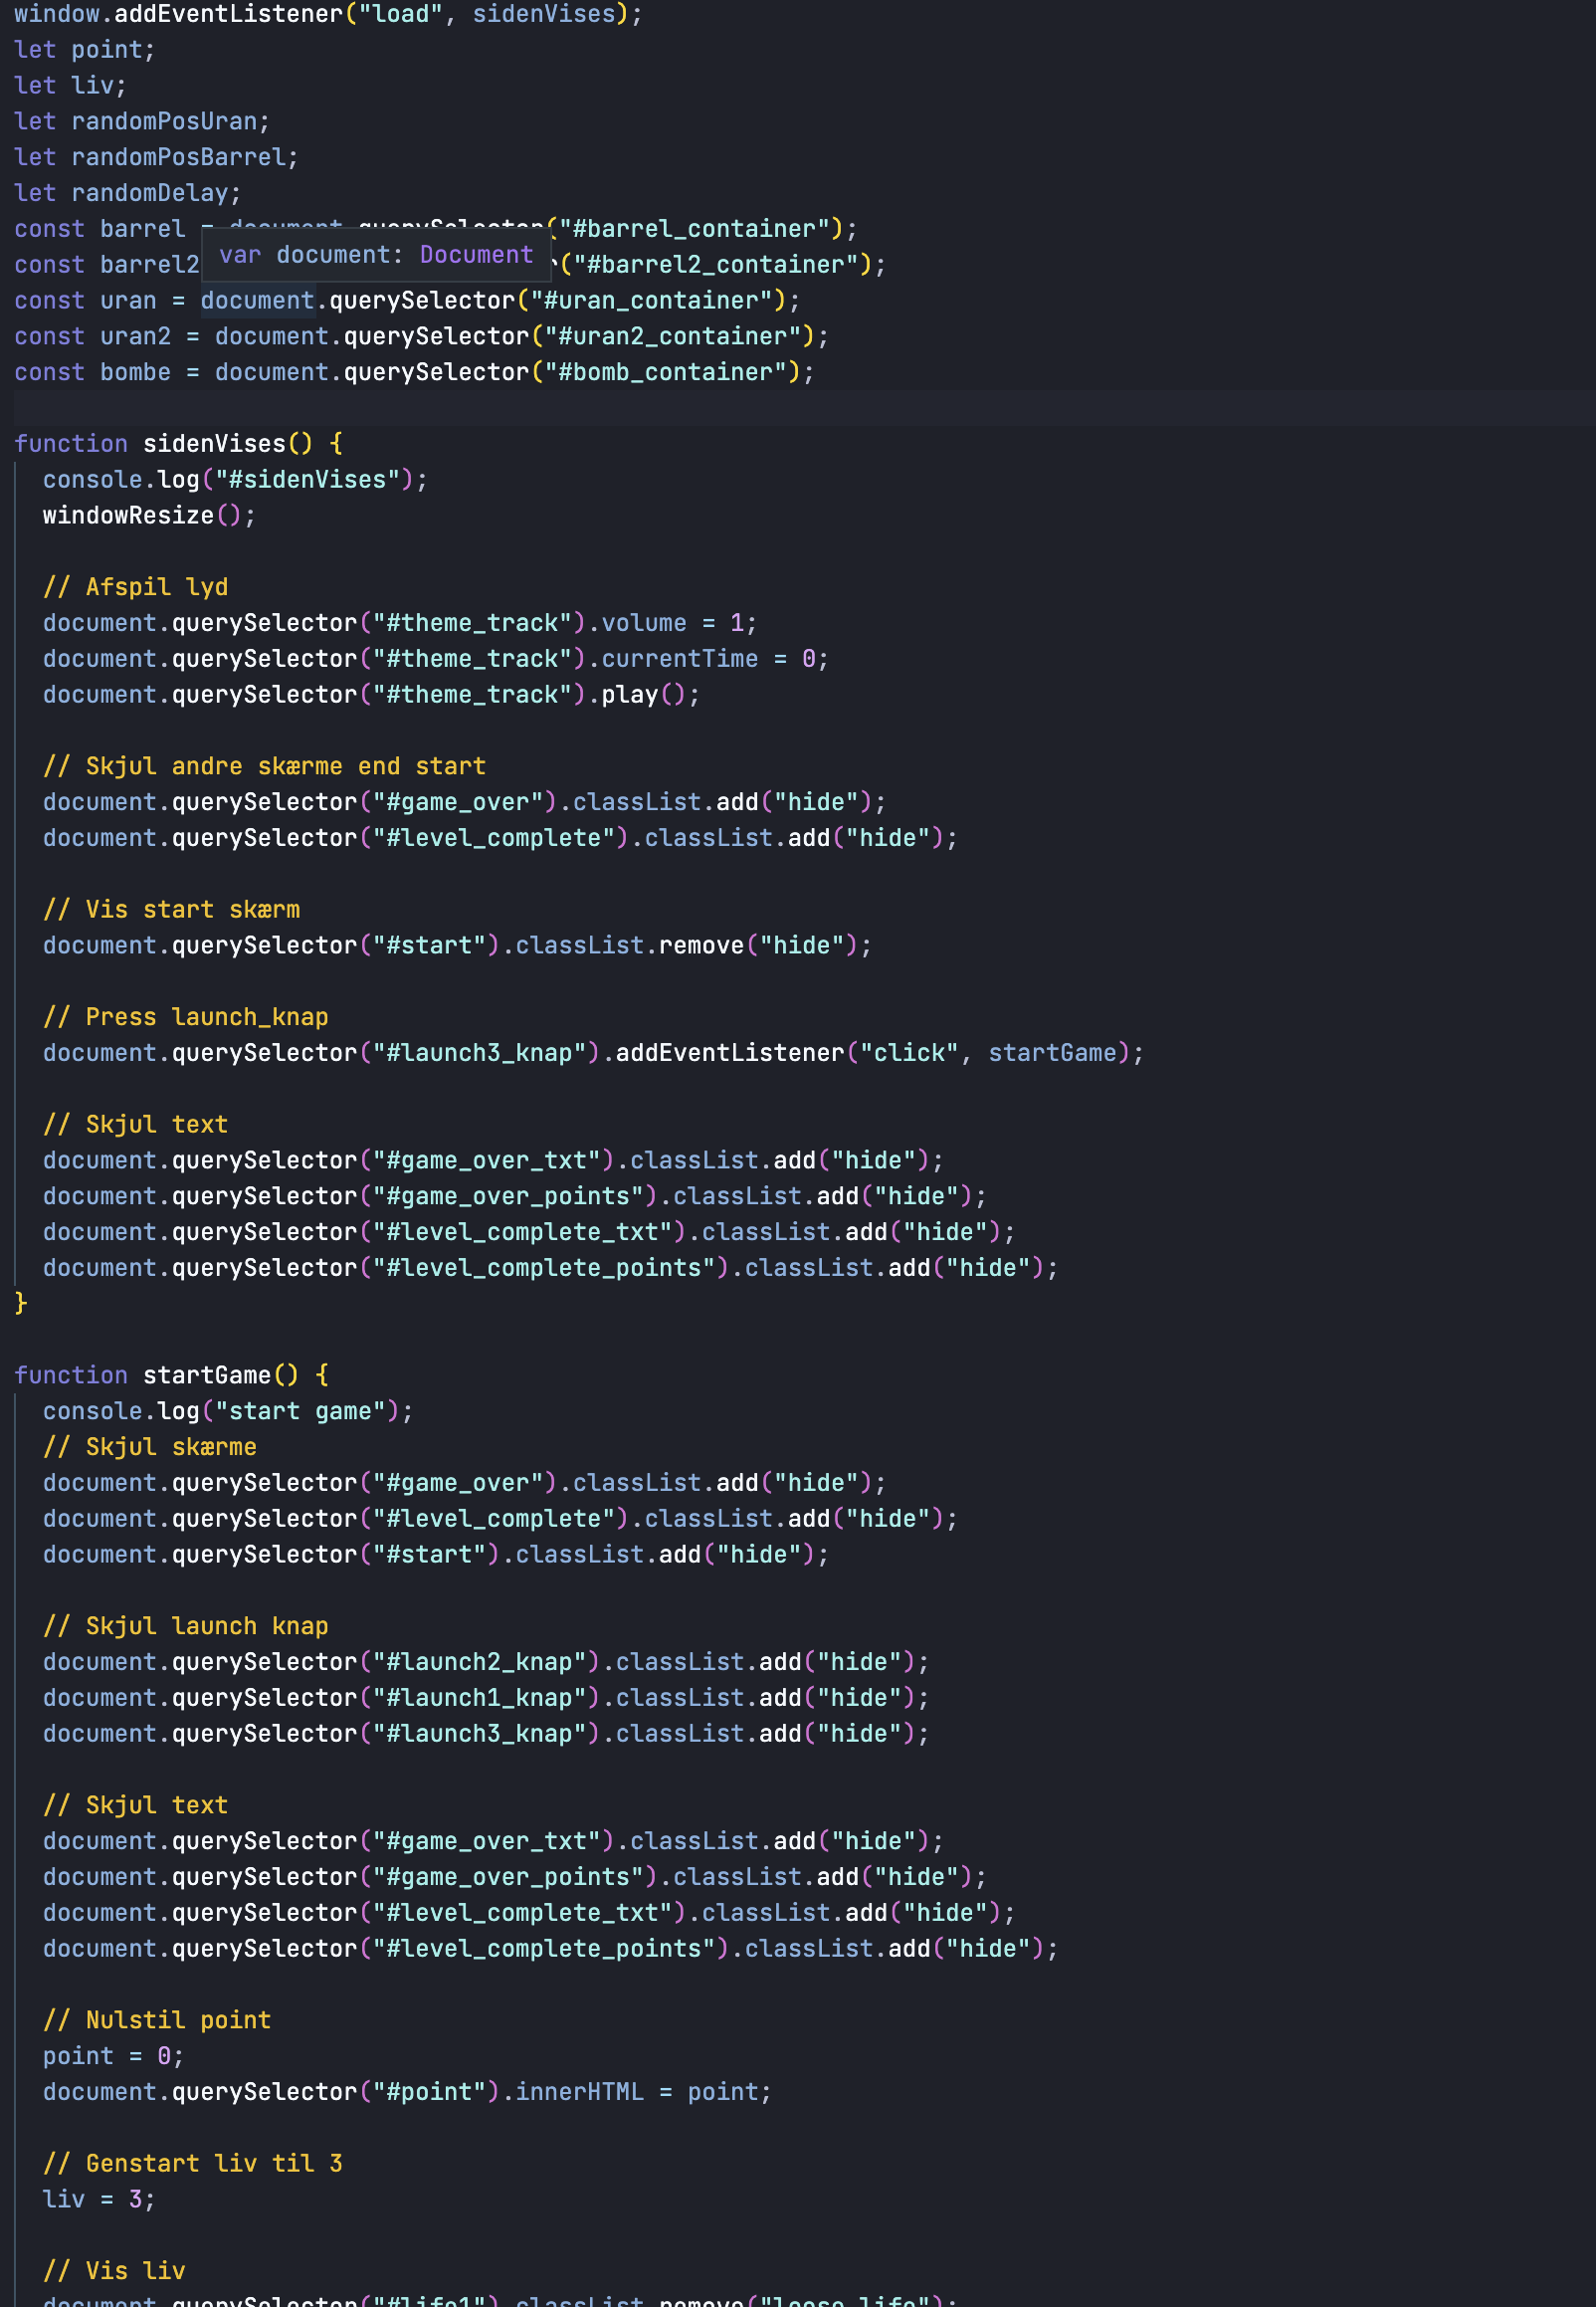 window.addEventListener("load", sidenVises);
let point;
let liv;
let randomPosUran;
let randomPosBarrel;
let randomDelay;
const barrel = document.querySelector("#barrel_container");
var document: Document
const barrel2 ("#barrel2_container");
const uran = document.querySelector("#uran_container");
const uran2 = document.querySelector("#uran2_container");
const bombe = document.querySelector("#bomb_container");
function sidenVises() {
console.log("#sidenVises");
windowResize();
// Afspil lyd
document.querySelector("#theme_track").volume = 1;
document.querySelector("#theme_track").currentTime = 0;
document.querySelector("#theme_track").play();
// Skjul andre skærme end start
document.querySelector("#game_over").classList.add("hide");
document.querySelector("#level_complete").classList.add("hide");
// Vis start skærm
document.querySelector("#start").classList.remove("hide");
// Press launch_knap
document.querySelector("#launch3_knap").addEventListener("click", startGame);
// Skjul text
document.querySelector("#game_over_txt").classList.add("hide");
document.querySelector("#game_over_points").classList.add("hide");
document.querySelector("#level_complete_txt").classList.add("hide");
document.querySelector("#level_complete_points").classList.add("hide");
}
function startGame() {
console.log("start game");
// Skjul skærme
document.querySelector("#game_over").classList.add("hide");
document.querySelector("#level_complete").classList.add("hide");
document.querySelector("#start").classList.add("hide");
// Skjul launch knap
document.querySelector("#launch2_knap").classList.add("hide");
document.querySelector("#launch1_knap").classList.add("hide");
document.querySelector("#launch3_knap").classList.add("hide");
// Skjul text
document.querySelector("#game_over_txt").classList.add("hide");
document.querySelector("#game_over_points").classList.add("hide");
document.querySelector("#level_complete_txt").classList.add("hide");
document.querySelector("#level_complete_points").classList.add("hide");
// Nulstil point
point = 0;
document.querySelector("#point").innerHTML = point;
// Genstart liv til 3
liv = 3;
// Vis liv
document.querySelector("#life1").classList.remove("loose_life");